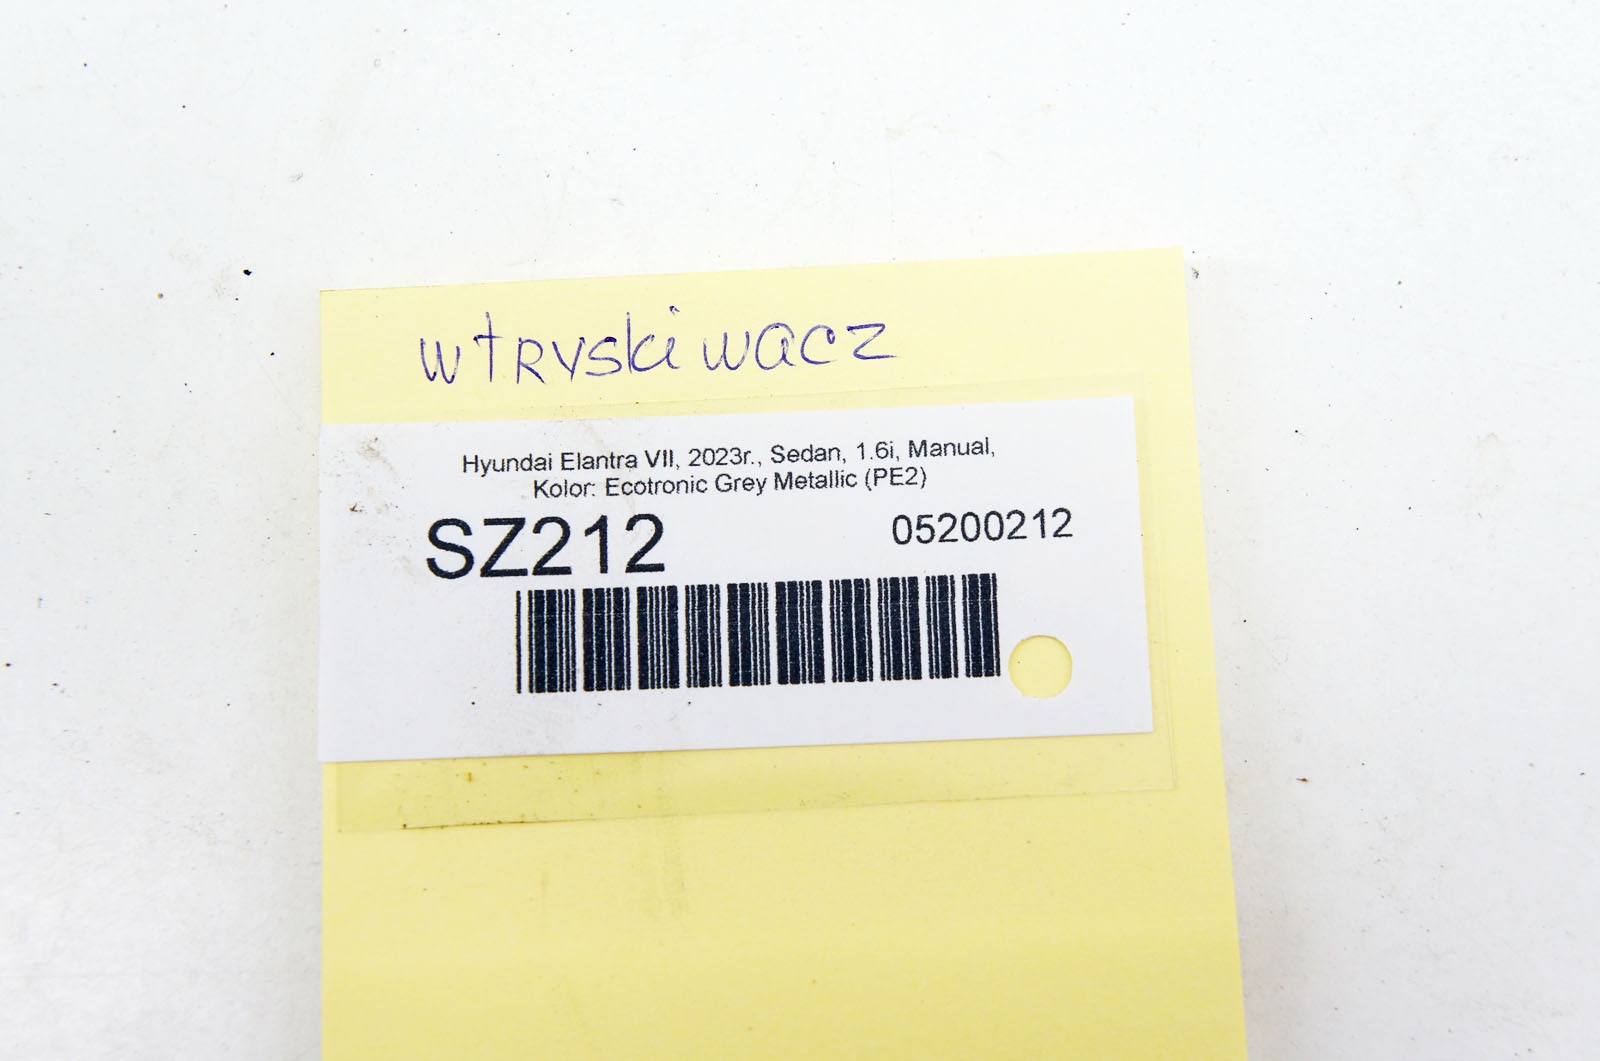 wtRyskiwacz
Hyundai Elantra VII, 2023r., Sedan, 1.6i, Manual,
Kolor: Ecotronic Grey Metallic (PE2)
SZ212
05200212